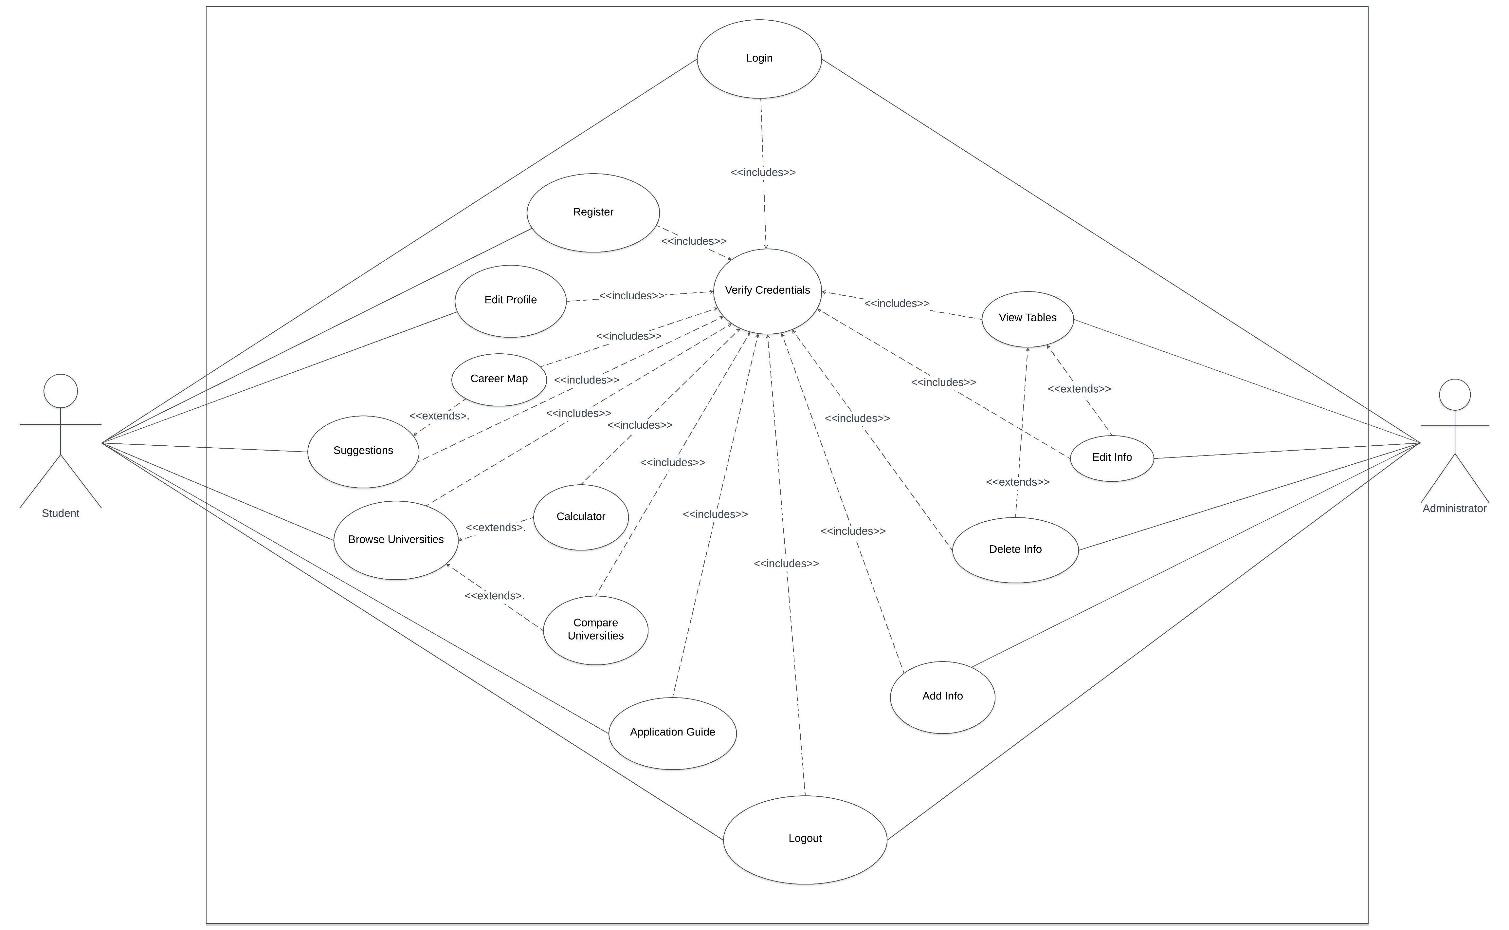 Login
<<includes>>
Register
<<includes>>
Edit Profile
<<includes>>
Verify Credentials
<<includes>>
View Tables
<<includes>>
Career Map
<<includes>>
<<includes>>
<<extends>>
<<extends>.
<<includes>>
<<includes>>
<<includes>>
Suggestions
Edit Info
<<includes>>
<<extends>>
Student
Administrator
Browse Universities
<<extends>.
Calculator
<<includes>>
<<includes>>
Delete Info
<<includes>>
<<extends>.
Compare
Universities
Add Info
Application Guide
Logout